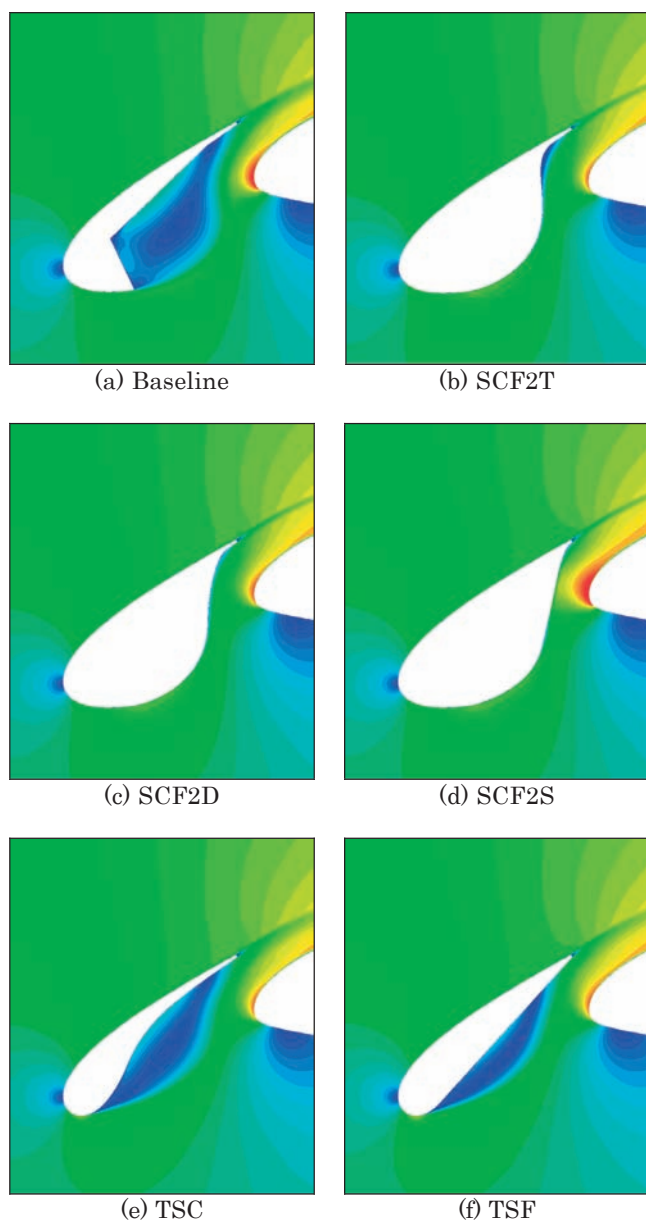 (a) Baseline
(b) SCF2T
(c) SCF2D
(d) SCF2S
(e) TSC
(f) TSF